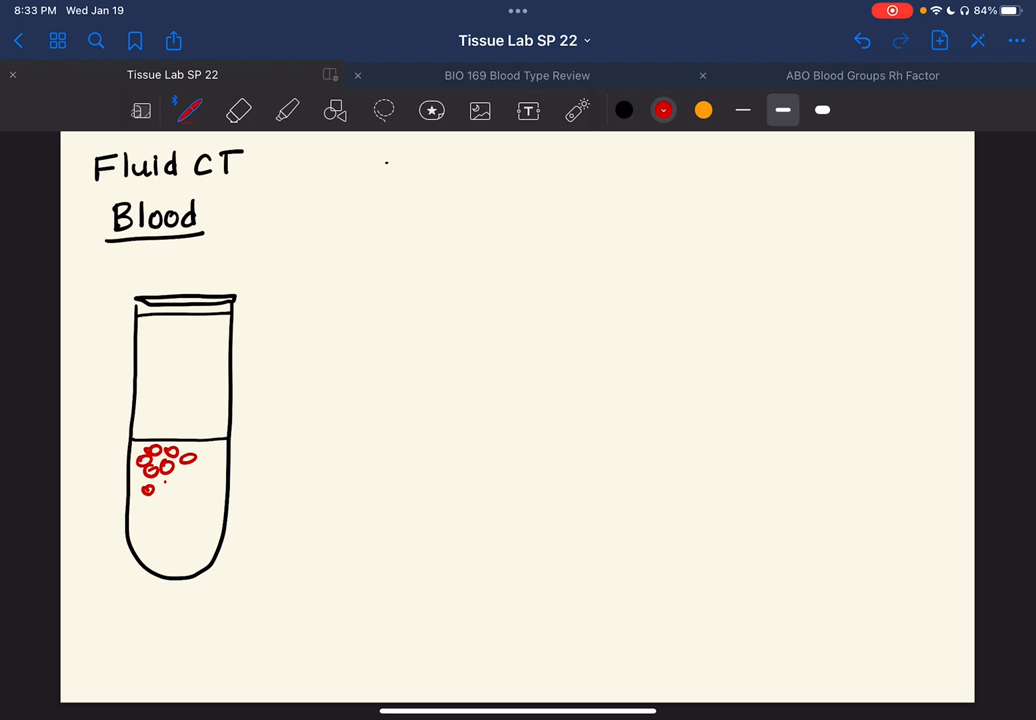 8:33 PM Wed Jan 19
84%
Tissue Lab SP 22
Tissue Lab SP 22
BIO 169 Blood Type Review
ABO Blood Groups Rh Factor
T
Fluid CT
Blood